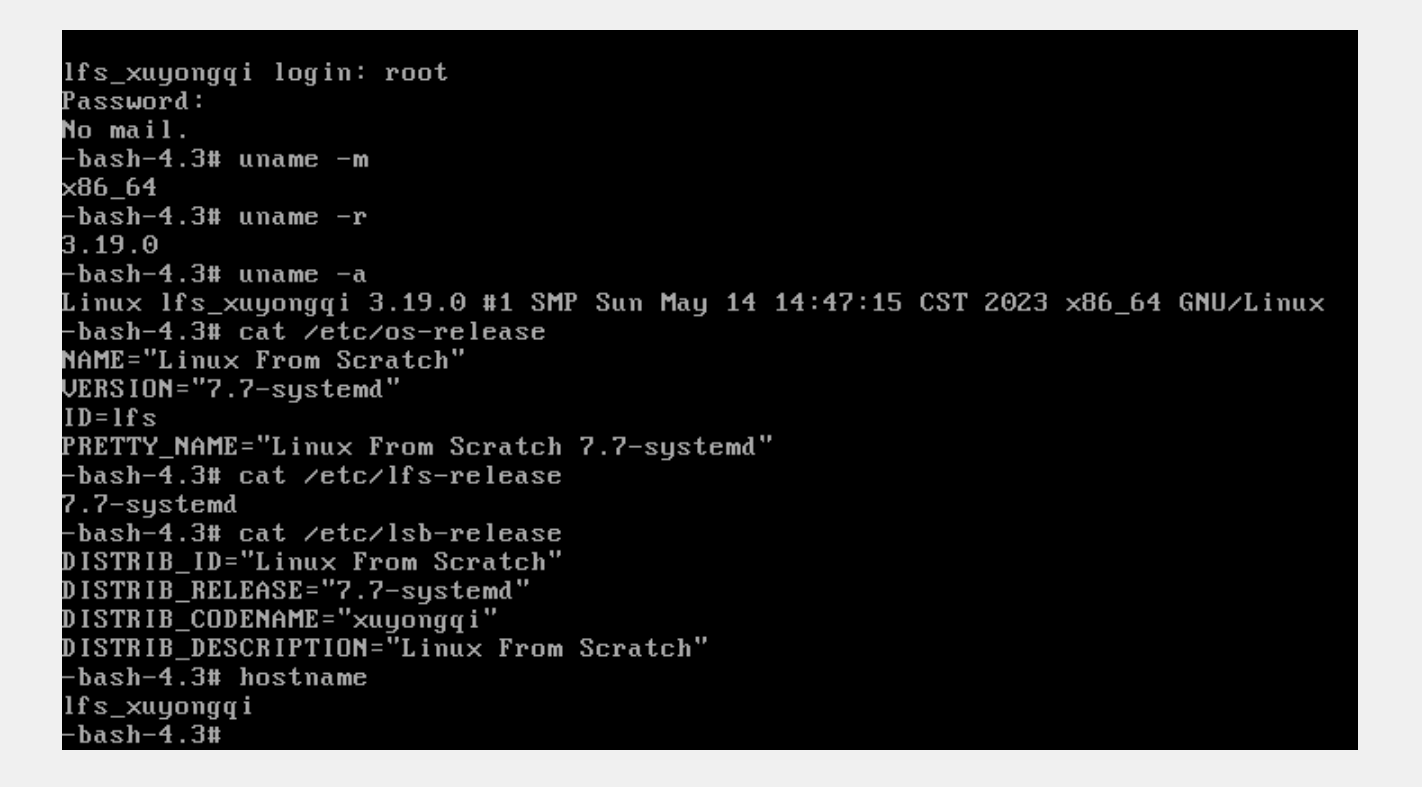 lfs_xuyongqi login: root
Password:
No mail.
-bash-4.3# uname -m
x86_64
-bash-4.3# uname -r
3.19.0
-bash-4.3# uname -a
Linux lfs_xuyongqi 3.19.0 #1 SMP Sun May 14 14:47:15 CST 2023 x86_64 GNU/Linux
-bash-4.3# cat /etc/os-release
NAME="Linux From Scratch"
VERSION="7.7-systemd"
ID=lfs
PRETTY_NAME="Linux From Scratch 7.7-systemd"
-bash-4.3# cat /etc/lfs-release
7.7-systemd
-bash-4.3# cat /etc/lsb-release
DISTRIB_ID="Linux From Scratch"
DISTRIB_RELEASE="7.7-systemd"
DISTRIB_CODENAME="xuyongqi"
DISTRIB_DESCRIPTION="Linux From Scratch"
-bash-4.3# hostname
lfs_xuyongqi
-bash-4.3#